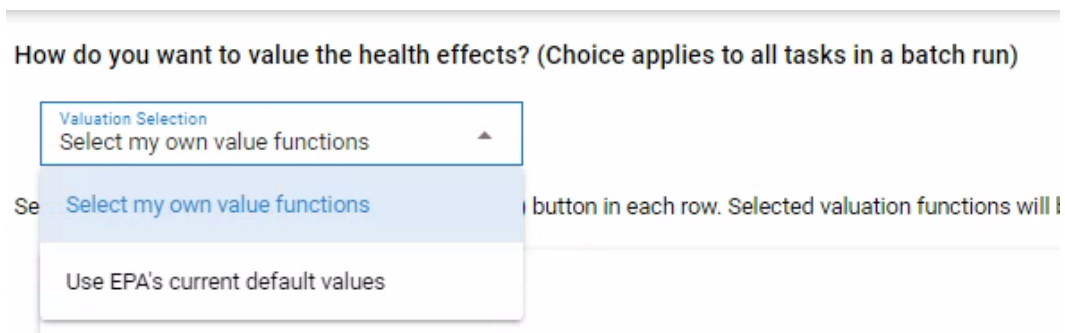 How do you want to value the health effects? (Choice applies to all tasks in a batch run)
Valuation Selection
Select my own value functions
Select my own value functions
button in each row. Selected valuation functions will
Use EPA's current default values